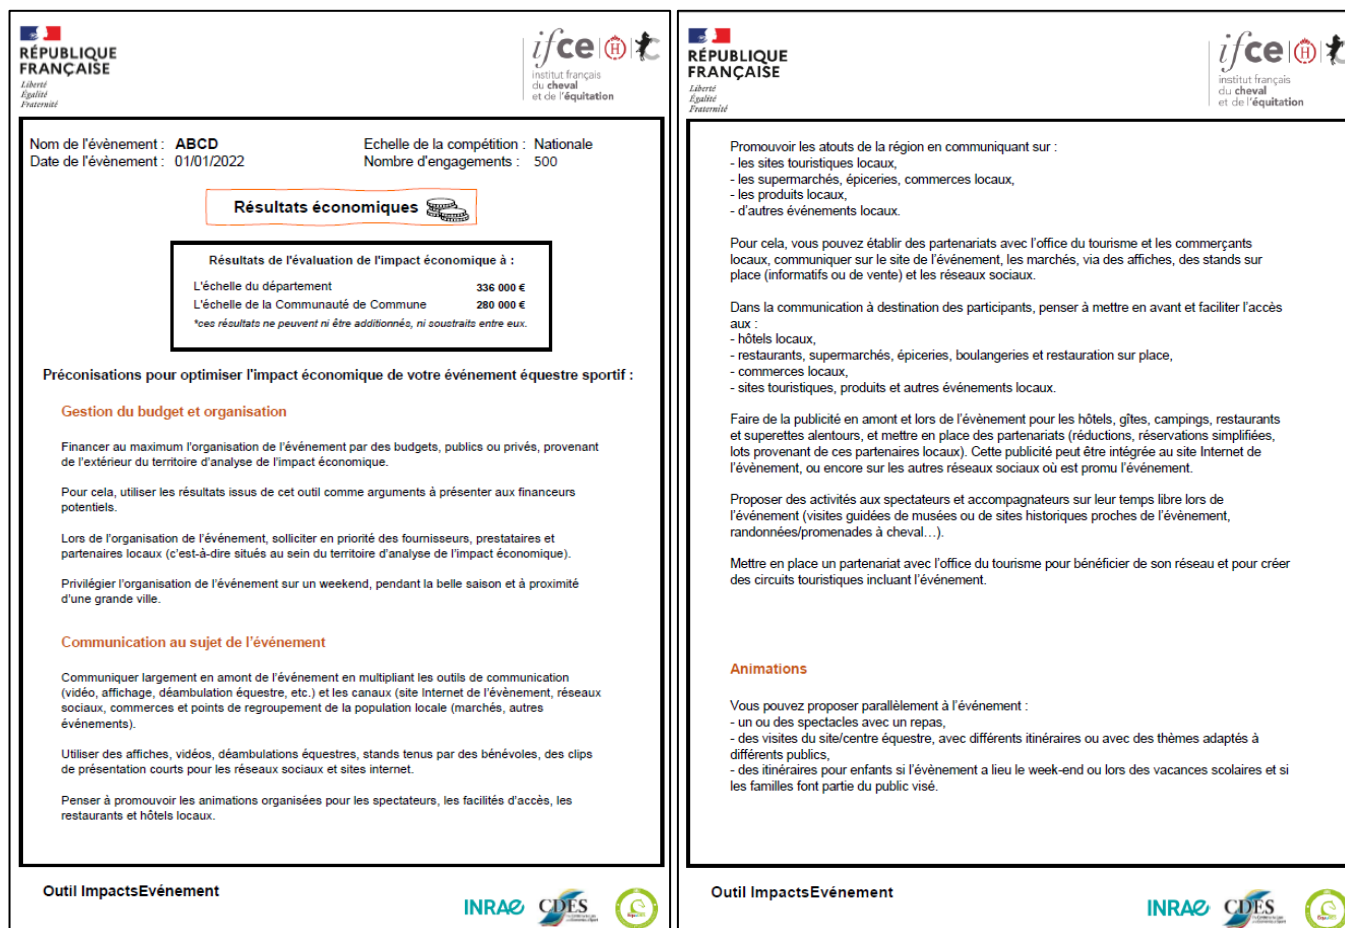 RÉPUBLIQUE
FRANÇAISE
Liberté
Égalité
Fraternité
ifce
institut français
du cheval
et de l'équitation
Nom de l'évènement : ABCD
Echelle de la compétition : Nationale
Date de l'évènement : 01/01/2022
Nombre d'engagements : 500
Résultats économiques
Résultats de l'évaluation de l'impact économique à :
L'échelle du département 336 000 €
L'échelle de la Communauté de Commune 280 000 €
*ces résultats ne peuvent ni être additionnés, ni soustraits entre eux.
Préconisations pour optimiser l'impact économique de votre événement équestre sportif :
Gestion du budget et organisation
Financer au maximum l'organisation de l'événement par des budgets, publics ou privés, provenant
de l'extérieur du territoire d'analyse de l'impact économique.
Pour cela, utiliser les résultats issus de cet outil comme arguments à présenter aux financeurs
potentiels.
Lors de l'organisation de l'événement, solliciter en priorité des fournisseurs, prestataires et
partenaires locaux (c'est-à-dire situés au sein du territoire d'analyse de l'impact économique).
Privilégier l'organisation de l'événement sur un weekend, pendant la belle saison et à proximité
d'une grande ville.
Communication au sujet de l'événement
Communiquer largement en amont de l'événement en multipliant les outils de communication
(vidéo, affichage, déambulation équestre, etc.) et les canaux (site Internet de l'évènement, réseaux
sociaux, commerces et points de regroupement de la population locale (marchés, autres
événements).
Utiliser des affiches, vidéos, déambulations équestres, stands tenus par des bénévoles, des clips
de présentation courts pour les réseaux sociaux et sites internet.
Penser à promouvoir les animations organisées pour les spectateurs, les facilités d'accès, les
restaurants et hôtels locaux.
Outil ImpactsEvénement
INRAE
CDES
RÉPUBLIQUE
FRANÇAISE
Liberté
Égalité
Fraternité
ifce
institut français
du cheval
et de l'équitation
Promouvoir les atouts de la région en communiquant sur :
- les sites touristiques locaux,
- les supermarchés, épiceries, commerces locaux,
- les produits locaux,
- d'autres événements locaux.
Pour cela, vous pouvez établir des partenariats avec l'office du tourisme et les commerçants
locaux, communiquer sur le site de l'événement, les marchés, via des affiches, des stands sur
place (informatifs ou de vente) et les réseaux sociaux.
Dans la communication à destination des participants, penser à mettre en avant et faciliter l'accès
aux :
- hôtels locaux,
- restaurants, supermarchés, épiceries, boulangeries et restauration sur place,
- commerces locaux,
- sites touristiques, produits et autres événements locaux.
Faire de la publicité en amont et lors de l'évènement pour les hôtels, gîtes, campings, restaurants
et superettes alentours, et mettre en place des partenariats (réductions, réservations simplifiées,
lots provenant de ces partenaires locaux). Cette publicité peut être intégrée au site Internet de
l'évènement, ou encore sur les autres réseaux sociaux où est promu l'événement.
Proposer des activités aux spectateurs et accompagnateurs sur leur temps libre lors de
l'événement (visites guidées de musées ou de sites historiques proches de l'évènement,
randonnées/promenades à cheval…).
Mettre en place un partenariat avec l'office du tourisme pour bénéficier de son réseau et pour créer
des circuits touristiques incluant l'événement.
Animations
Vous pouvez proposer parallèlement à l'événement :
- un ou des spectacles avec un repas,
- des visites du site/centre équestre, avec différents itinéraires ou avec des thèmes adaptés à
différents publics,
- des itinéraires pour enfants si l'évènement a lieu le week-end ou lors des vacances scolaires et si
les familles font partie du public visé.
Outil ImpactsEvénement
INRAE
CDES